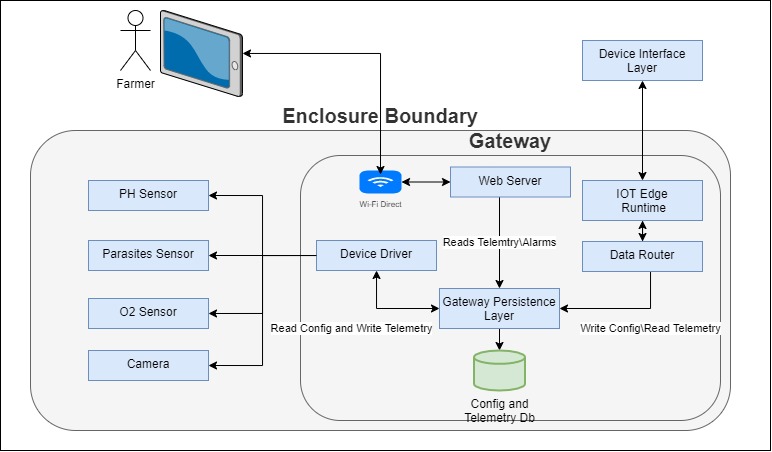 Farmer
Device Interface
Layer
Enclosure Boundary
Gateway
PH Sensor
Wi-Fi Direct
Web Server
IOT Edge
Runtime
Reads Telemtry\Alarms
Parasites Sensor
Device Driver
Data Router
O2 Sensor
Gateway Persistence
Layer
Read Config and Write Telemetry
Write Config\Read Telemetry
Camera
Config and
Telemetry Db